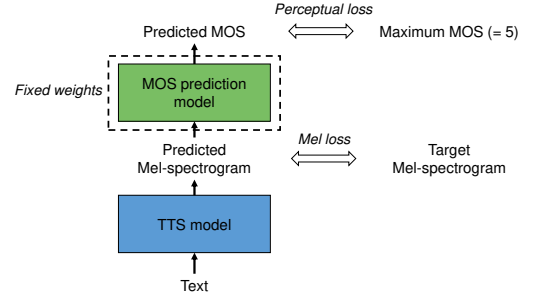 Perceptual loss
Predicted MOS
Maximum MOS (= 5)
Fixed weights
MOS prediction
model
Mel loss
Predicted
Mel-spectrogram
Target
Mel-spectrogram
TTS model
Text